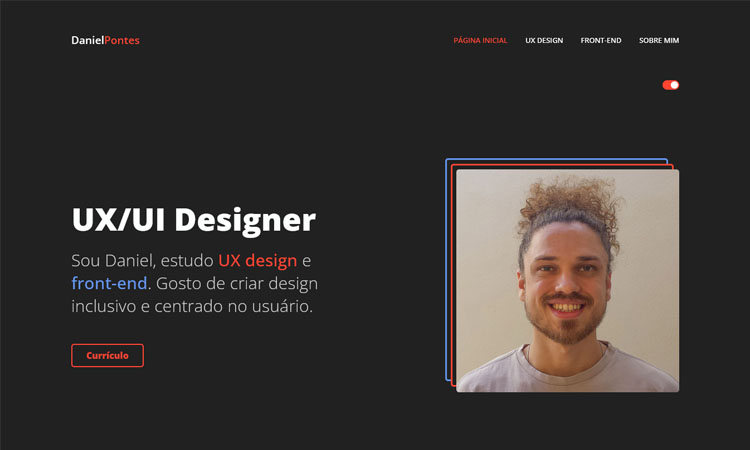 DanielPontes
PÁGINA INICIAL UX DESIGN FRONT-END SOBRE MIM
UX/UI Designer
Sou Daniel, estudo UX design e
front-end. Gosto de criar design
inclusivo e centrado no usuário.
Currículo